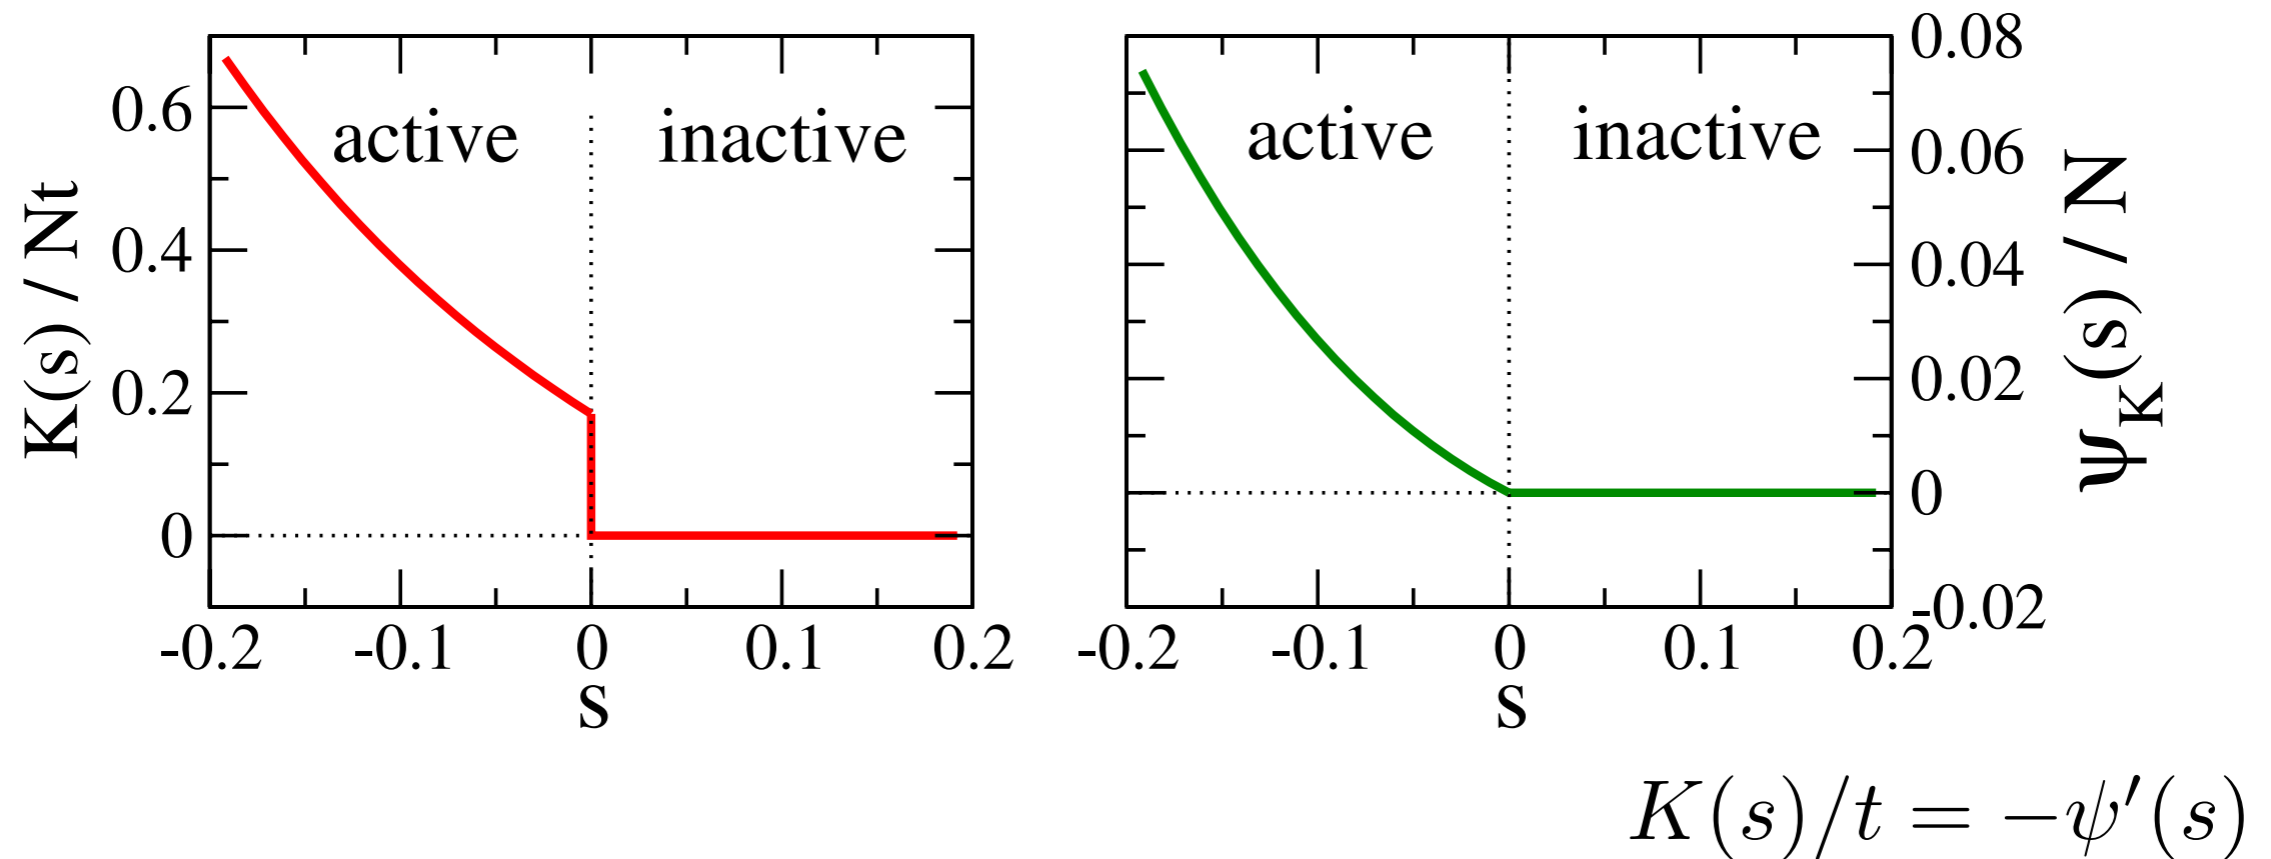 K(s) / Nt
0.6
0.4
0.2
0
active
inactive
-0.2 -0.1 0 0.1 0.2
s
active
inactive
0.08
0.06
0.04
0.02
0
-0.02
ψ_K(s) / N
-0.2 -0.1 0 0.1 0.2
s
K(s)/t = −ψ′(s)